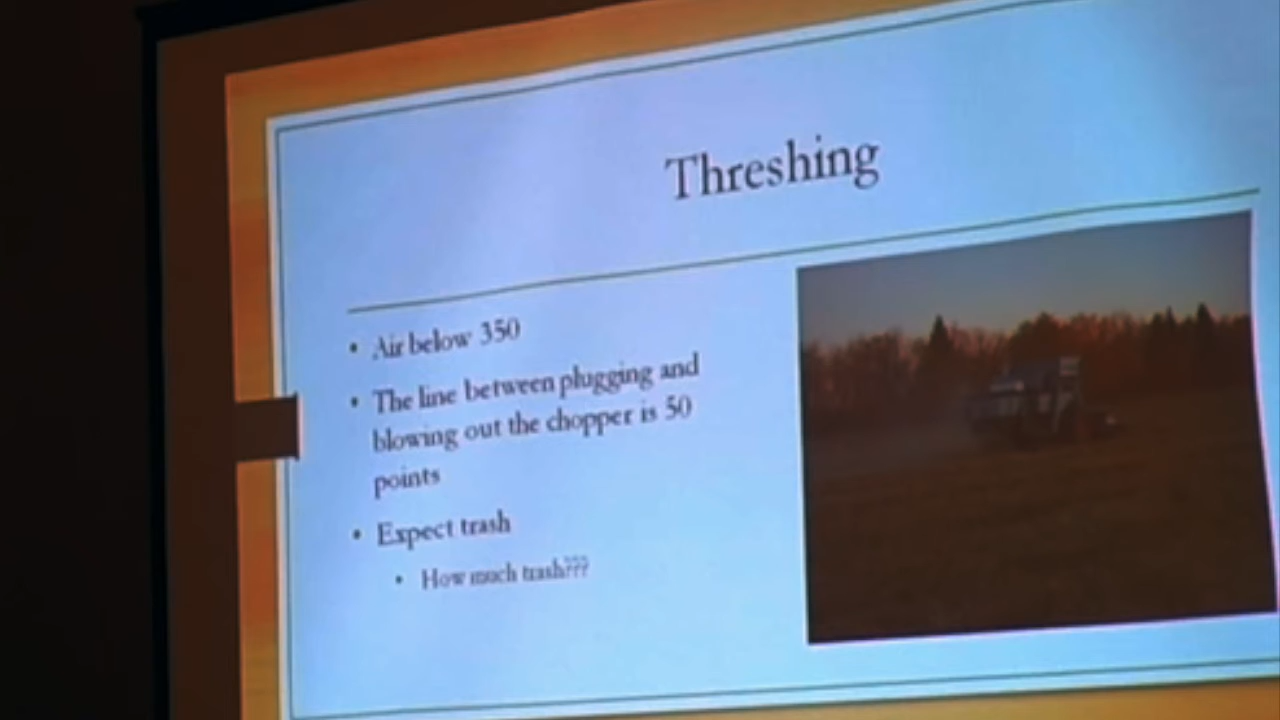 Threshing
• Air below 350
• The line between plugging and
blowing out the chopper is 50
points
• Expect trash
• How much trash???